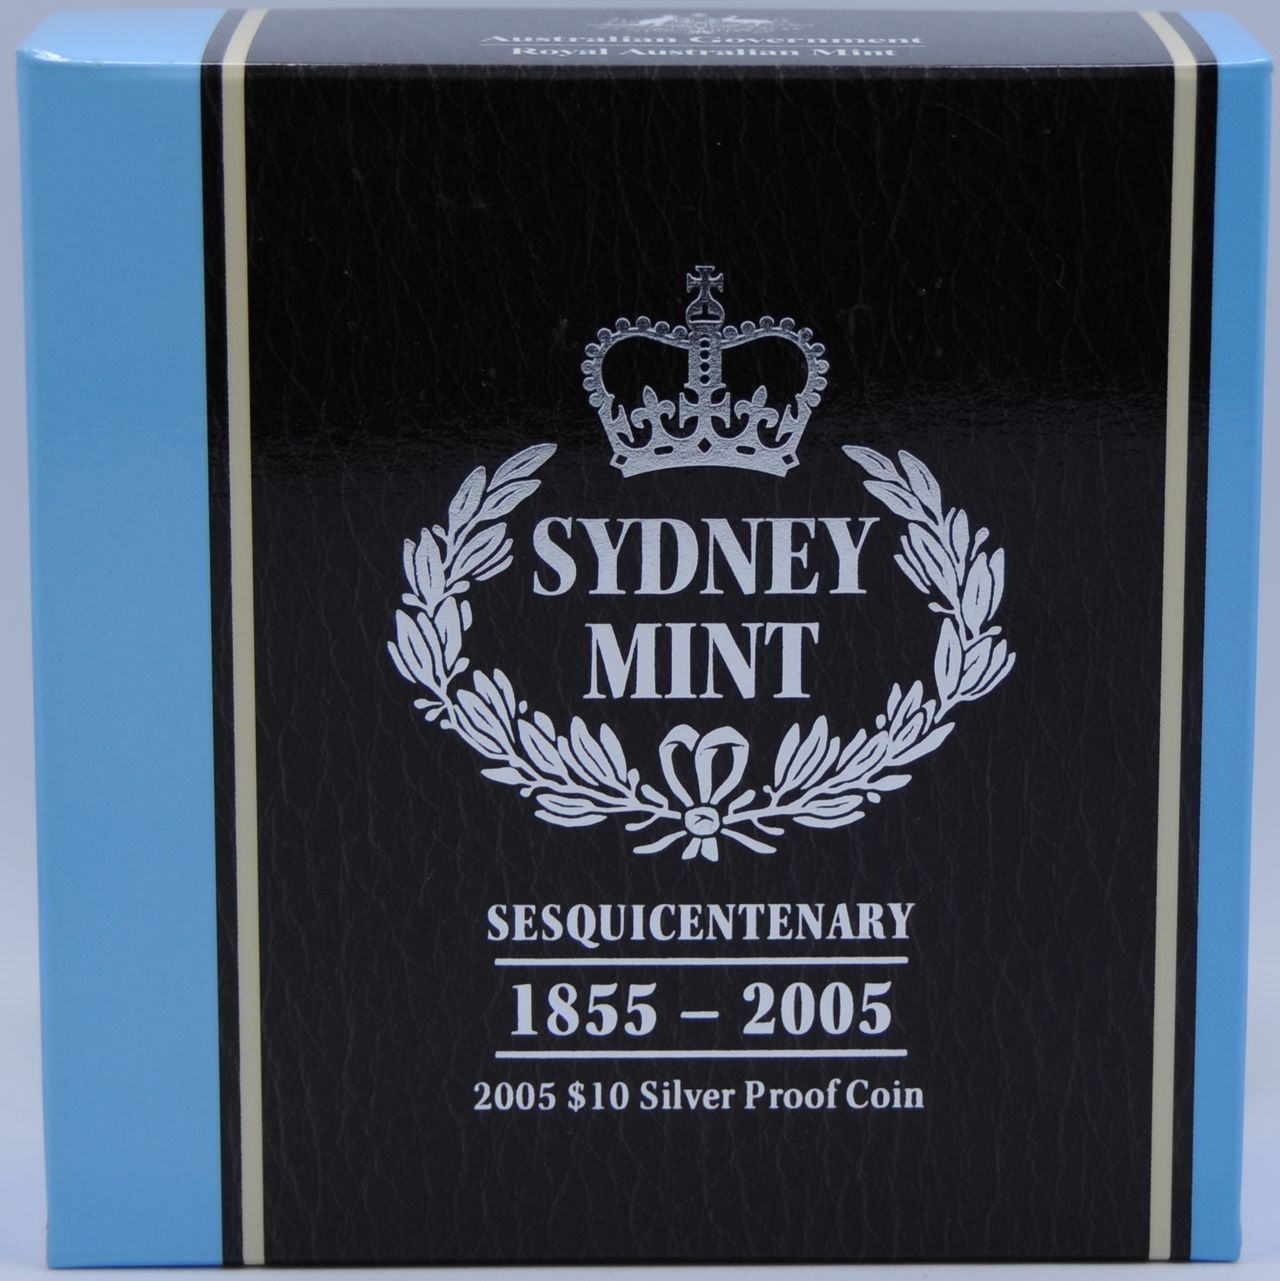 Australian Government
Royal Australian Mint
SYDNEY
MINT
SESQUICENTENARY
1855 – 2005
2005 $10 Silver Proof Coin